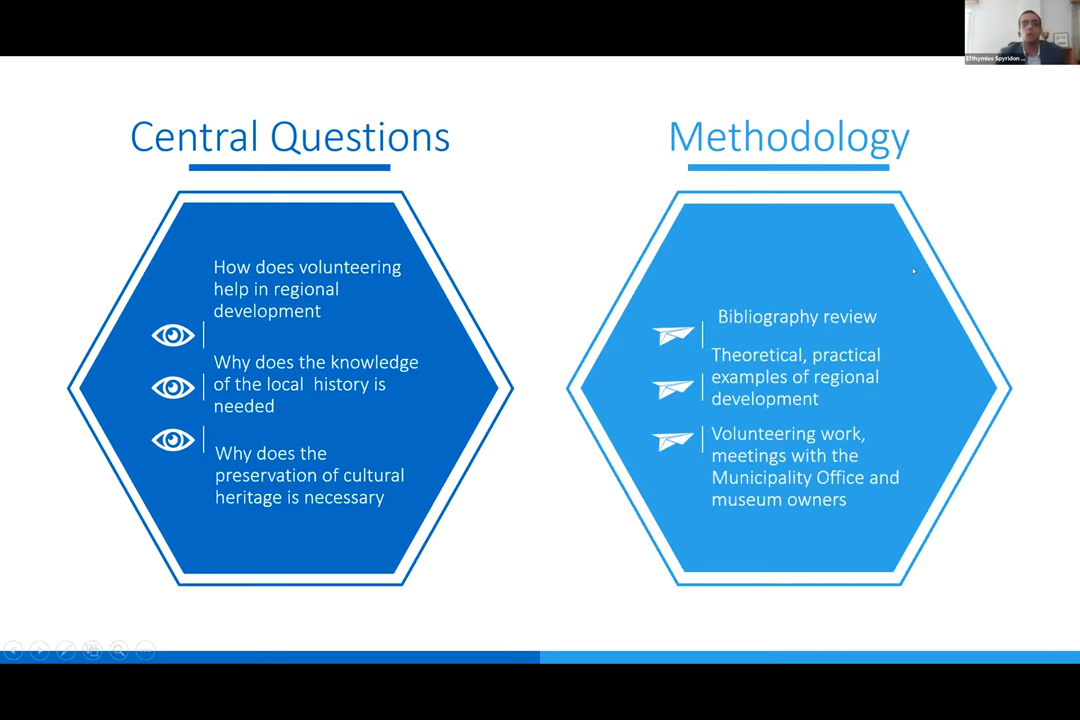 Efthymios Spyridon ...
Central Questions
How does volunteering
help in regional
development
Why does the knowledge
of the local history is
needed
Why does the
preservation of cultural
heritage is necessary
Methodology
Bibliography review
Theoretical, practical
examples of regional
development
Volunteering work,
meetings with the
Municipality Office and
museum owners